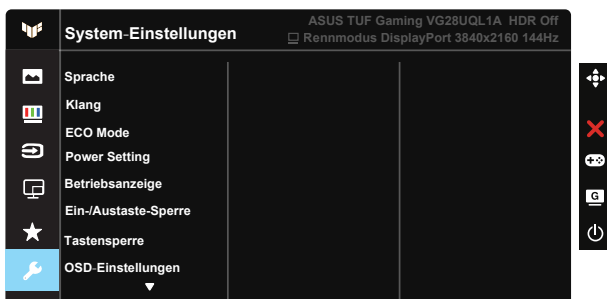 System-Einstellungen
ASUS TUF Gaming VG28UQL1A HDR Off
Rennmodus DisplayPort 3840x2160 144Hz
Sprache
Klang
ECO Mode
Power Setting
Betriebsanzeige
Ein-/Austaste-Sperre
Tastensperre
OSD-Einstellungen
G